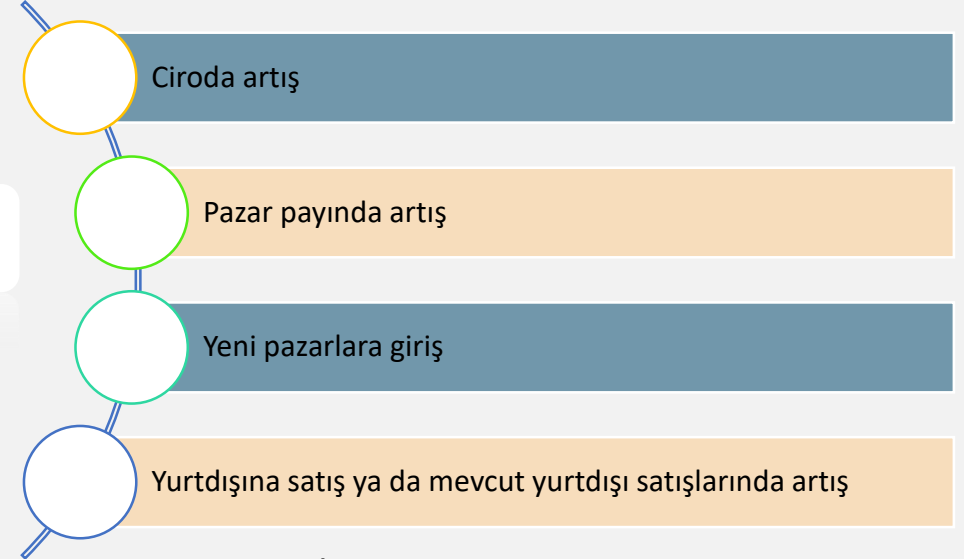 Ciroda artış
Pazar payında artış
Yeni pazarlara giriş
Yurtdışına satış ya da mevcut yurtdışı satışlarında artış